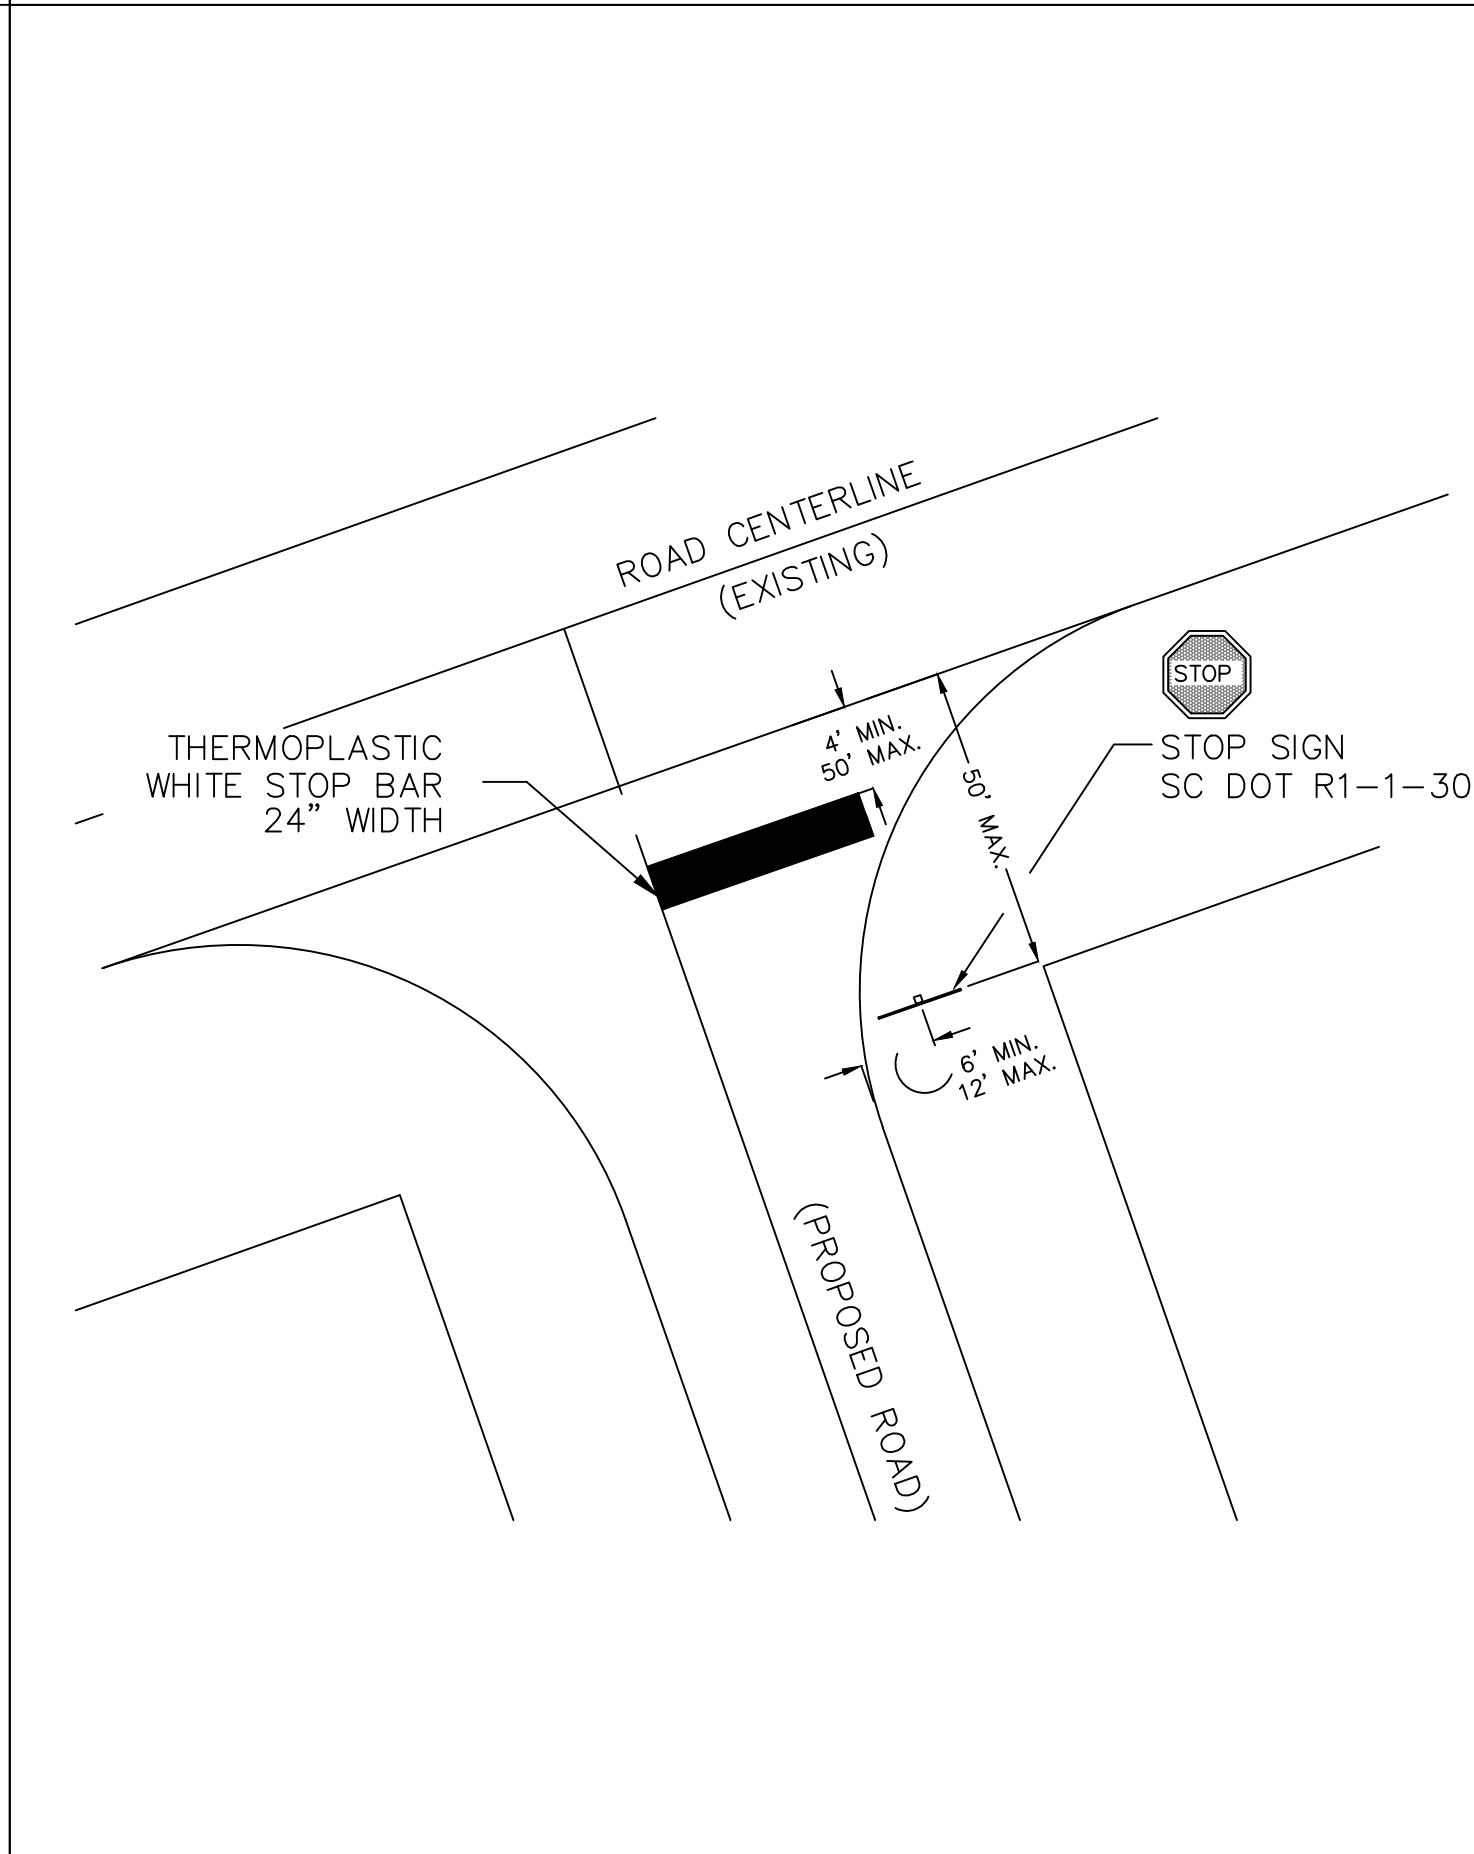 ROAD CENTERLINE
(EXISTING)
STOP
4' MIN.
50' MAX.
THERMOPLASTIC
WHITE STOP BAR
24” WIDTH
50' MAX.
STOP SIGN
SC DOT R1-1-30
6' MIN.
12' MAX.
(PROPOSED ROAD)